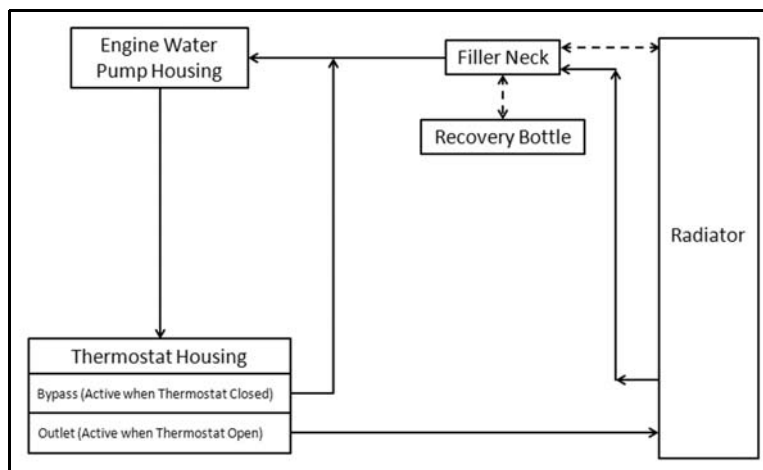 Engine Water
Pump Housing
Filler Neck
Recovery Bottle
Radiator
Thermostat Housing
Bypass (Active when Thermostat Closed)
Outlet (Active when Thermostat Open)